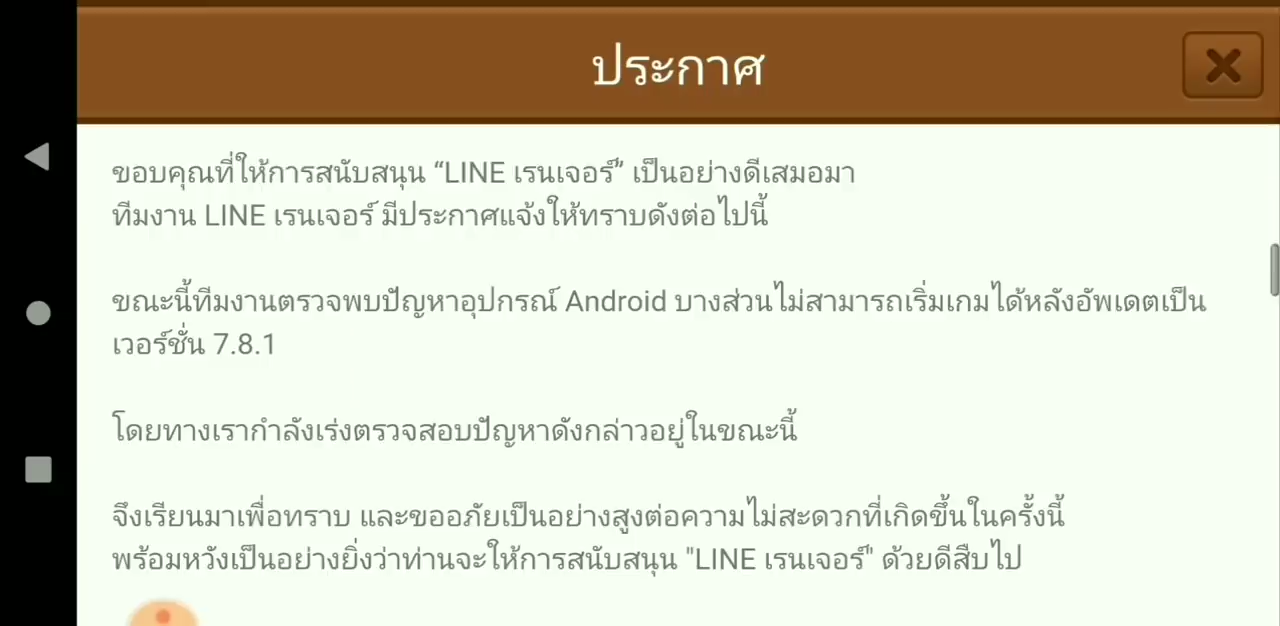 ประกาศ
ขอบคุณที่ให้การสนับสนุน “LINE เรนเจอร์” เป็นอย่างดีเสมอมา
ทีมงาน LINE เรนเจอร์ มีประกาศแจ้งให้ทราบดังต่อไปนี้
ขณะนี้ทีมงานตรวจพบปัญหาอุปกรณ์ Android บางส่วนไม่สามารถเริ่มเกมได้หลังอัพเดตเป็น
เวอร์ชั่น 7.8.1
โดยทางเรากำลังเร่งตรวจสอบปัญหาดังกล่าวอยู่ในขณะนี้
จึงเรียนมาเพื่อทราบ และขออภัยเป็นอย่างสูงต่อความไม่สะดวกที่เกิดขึ้นในครั้งนี้
พร้อมหวังเป็นอย่างยิ่งว่าท่านจะให้การสนับสนุน "LINE เรนเจอร์" ด้วยดีสืบไป